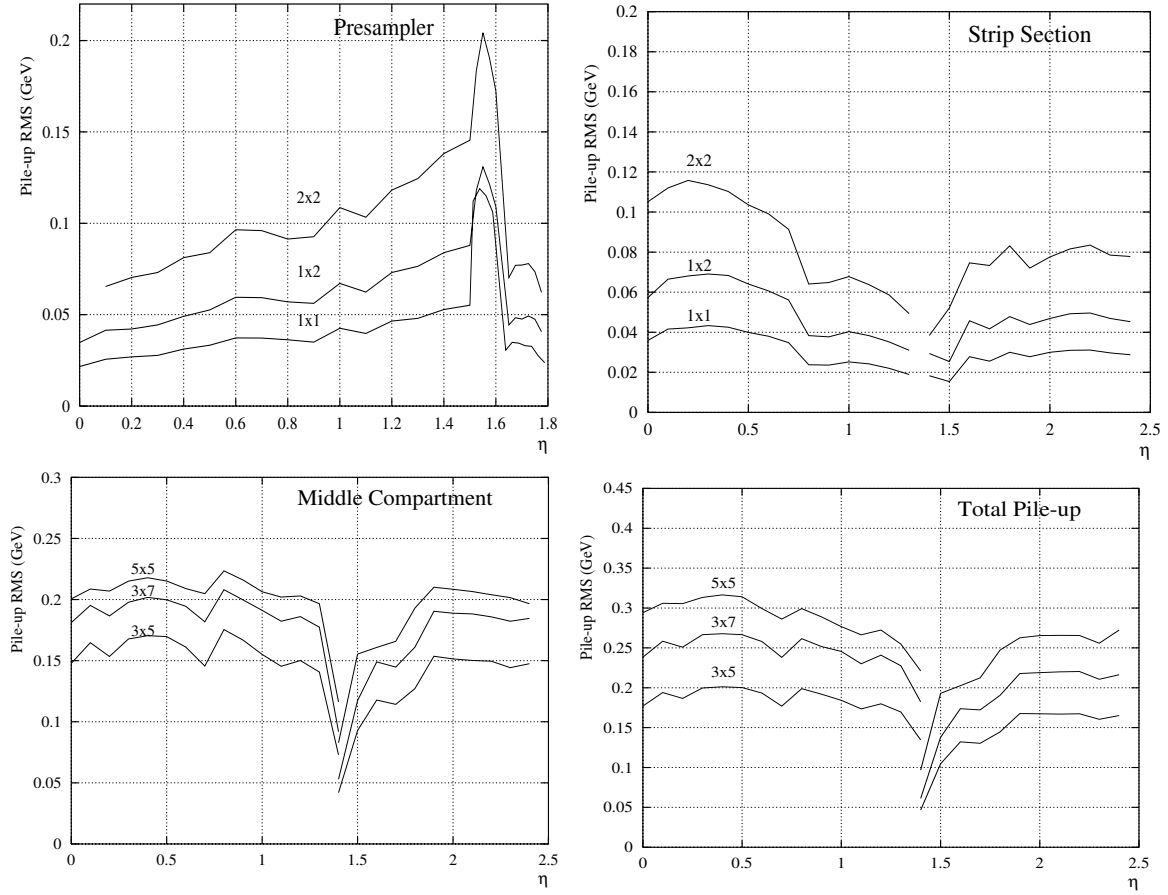 Presampler
Pile-up RMS (GeV)
0.2
0.15
0.1
0.05
0
2x2
1x2
1x1
0 0.2 0.4 0.6 0.8 1 1.2 1.4 1.6 1.8
η
Strip Section
Pile-up RMS (GeV)
0.2
0.18
0.16
0.14
0.12
0.1
0.08
0.06
0.04
0.02
0
2x2
1x2
1x1
0 0.5 1 1.5 2 2.5
η
Middle Compartment
Pile-up RMS (GeV)
0.3
0.25
0.2
0.15
0.1
0.05
0
5x5
3x7
3x5
0 0.5 1 1.5 2 2.5
η
Total Pile-up
Pile-up RMS (GeV)
0.45
0.4
0.35
0.3
0.25
0.2
0.15
0.1
0.05
0
5x5
3x7
3x5
0 0.5 1 1.5 2 2.5
η